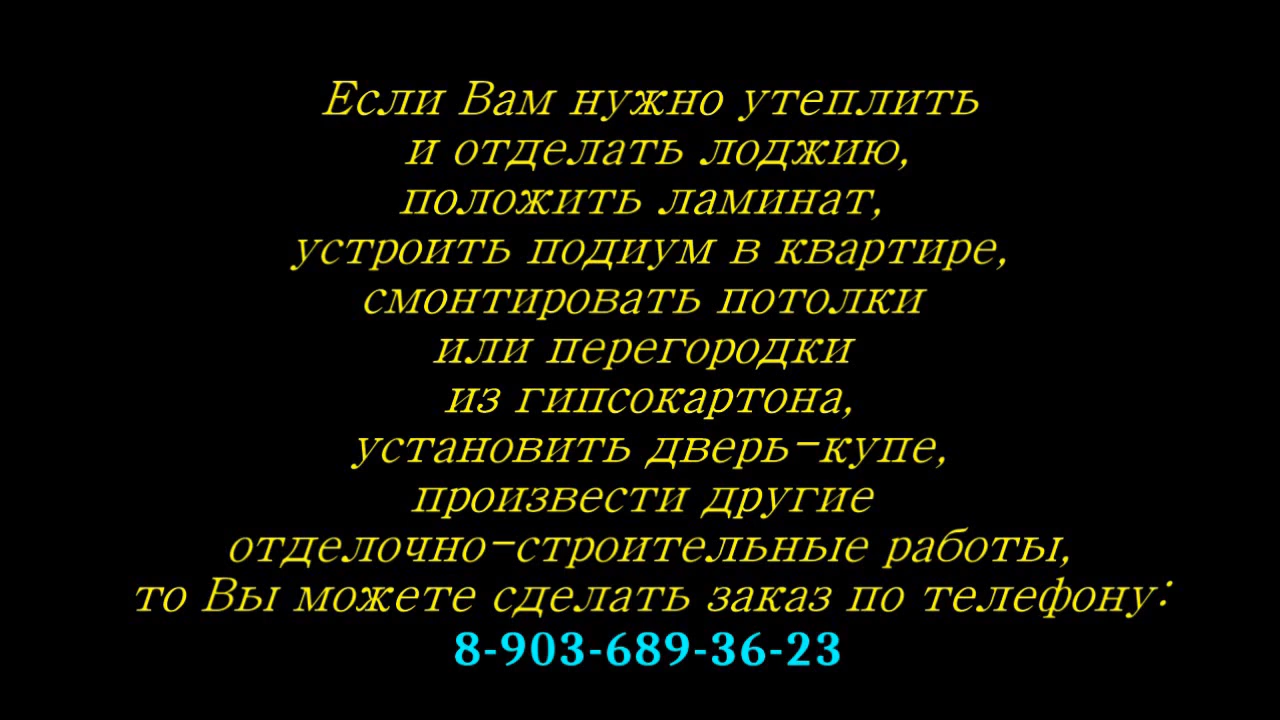 Если Вам нужно утеплить
и отделать лоджию,
положить ламинат,
устроить подиум в квартире,
смонтировать потолки
или перегородки
из гипсокартона,
установить дверь-купе,
произвести другие
отделочно-строительные работы,
то Вы можете сделать заказ по телефону:
8-903-689-36-23